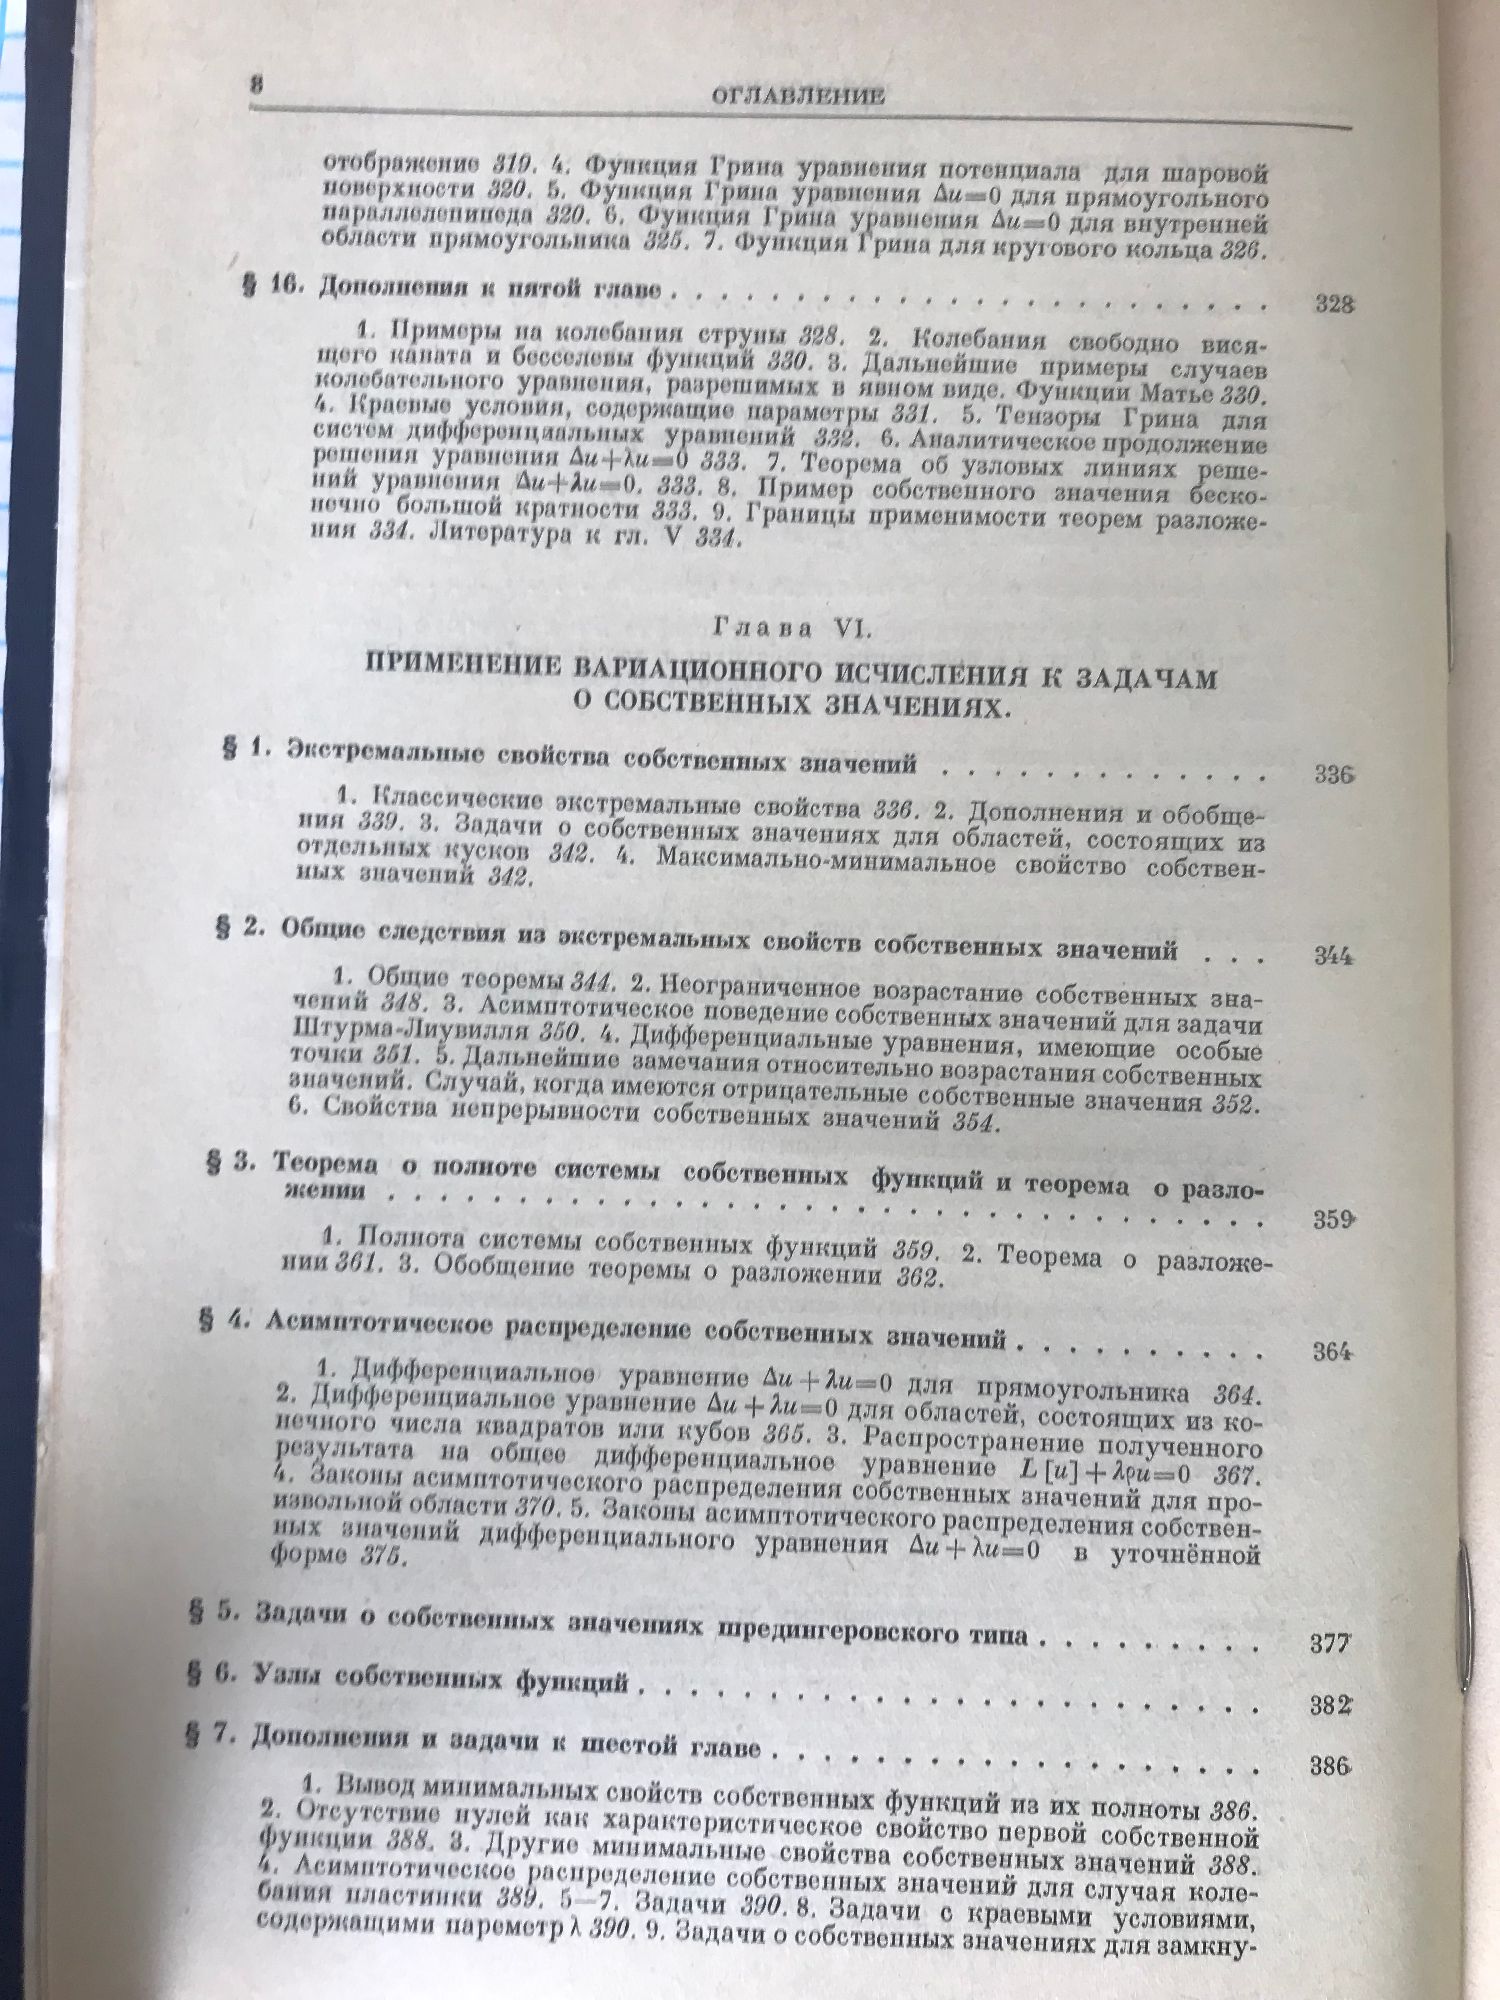 8
ОГЛАВЛЕНИЕ
отображение 319. 4. Функция Грина уравнения потенциала для шаровой
поверхности 320. 5. Функция Грина уравнения Δu=0 для прямоугольного
параллелепипеда 320. 6. Функция Грина уравнения Δu=0 для внутренней
области прямоугольника 325. 7. Функция Грина для кругового кольца 326.
§ 16. Дополнения к пятой главе . . . . . . . . . . . . . . . . . . . . . . . 328
1. Примеры на колебания струны 328. 2. Колебания свободно вися-
щего каната и бесселевы функций 330. 3. Дальнейшие примеры случаев
колебательного уравнения, разрешимых в явном виде. Функции Матье 330.
4. Краевые условия, содержащие параметры 331. 5. Тензоры Грина для
систем дифференциальных уравнений 332. 6. Аналитическое продолжение
решения уравнения Δu+λu=0 333. 7. Теорема об узловых линиях реше-
ний уравнения Δu+λu=0. 333. 8. Пример собственного значения беско-
нечно большой кратности 333. 9. Границы применимости теорем разложе-
ния 334. Литература к гл. V 334.
Глава VI.
ПРИМЕНЕНИЕ ВАРИАЦИОННОГО ИСЧИСЛЕНИЯ К ЗАДАЧАМ
О СОБСТВЕННЫХ ЗНАЧЕНИЯХ.
§ 1. Экстремальные свойства собственных значений . . . . . . . . . . . . . 336
1. Классические экстремальные свойства 336. 2. Дополнения и обобще-
ния 339. 3. Задачи о собственных значениях для областей, состоящих из
отдельных кусков 342. 4. Максимально-минимальное свойство собствен-
ных значений 342.
§ 2. Общие следствия из экстремальных свойств собственных значений . . . 344
1. Общие теоремы 344. 2. Неограниченное возрастание собственных зна-
чений 348. 3. Асимптотическое поведение собственных значений для задачи
Штурма-Лиувилля 350. 4. Дифференциальные уравнения, имеющие особые
точки 351. 5. Дальнейшие замечания относительно возрастания собственных
значений. Случай, когда имеются отрицательные собственные значения 352.
6. Свойства непрерывности собственных значений 354.
§ 3. Теорема о полноте системы собственных функций и теорема о разло-
жении . . . . . . . . . . . . . . . . . . . . . . . . . . . . . . . . . . 359
1. Полнота системы собственных функций 359. 2. Теорема о разложе-
нии 361. 3. Обобщение теоремы о разложении 362.
§ 4. Асимптотическое распределение собственных значений . . . . . . . . . . 364
1. Дифференциальное уравнение Δu + λu=0 для прямоугольника 364.
2. Дифференциальное уравнение Δu + λu=0 для областей, состоящих из ко-
нечного числа квадратов или кубов 365. 3. Распространение полученного
результата на общее дифференциальное уравнение L [u] + λρu=0 367.
4. Законы асимптотического распределения собственных значений для про-
извольной области 370. 5. Законы асимптотического распределения собствен-
ных значений дифференциального уравнения Δu + λu=0 в уточнённой
форме 375.
§ 5. Задачи о собственных значениях шредингеровского типа . . . . . . . . . 377
§ 6. Узлы собственных функций . . . . . . . . . . . . . . . . . . . . . . . . 382
§ 7. Дополнения и задачи к шестой главе . . . . . . . . . . . . . . . . . . . 386
1. Вывод минимальных свойств собственных функций из их полноты 386.
2. Отсутствие нулей как характеристическое свойство первой собственной
функции 388. 3. Другие минимальные свойства собственных значений 388.
4. Асимптотическое распределение собственных значений для случая коле-
бания пластинки 389. 5—7. Задачи 390. 8. Задачи с краевыми условиями,
содержащими переметр λ 390. 9. Задачи о собственных значениях для замкну-